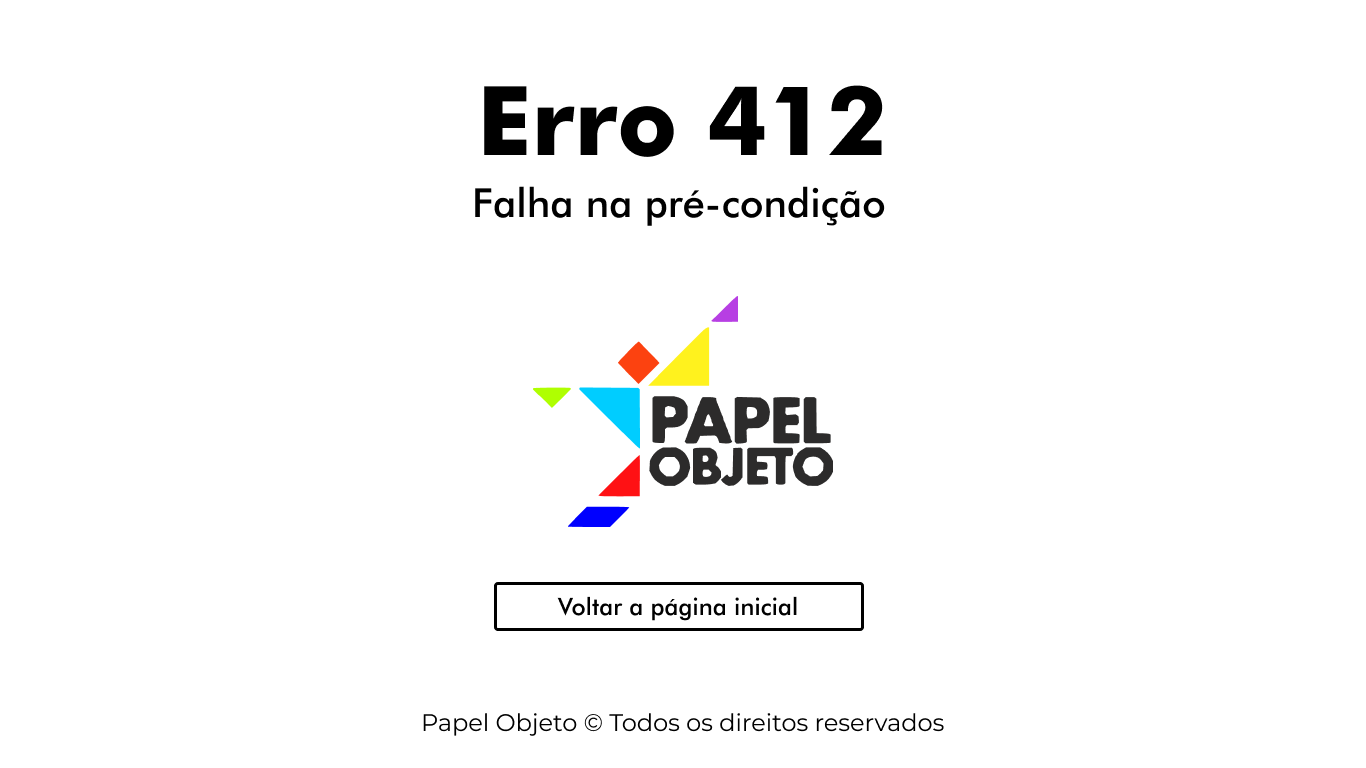 Erro 412
Falha na pré-condição
PAPEL
OBJETO
Voltar a página inicial
Papel Objeto © Todos os direitos reservados